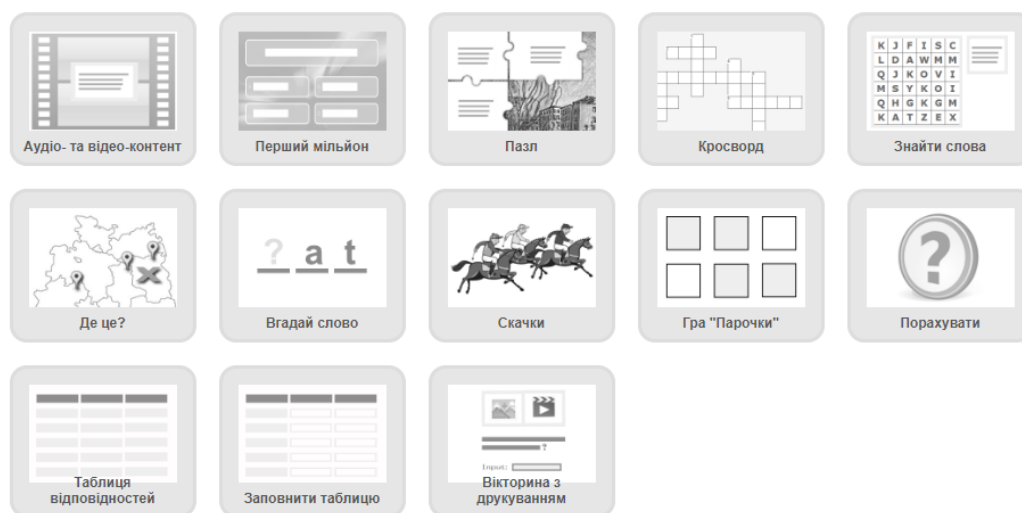 K J F I S C
L D A W M M
Q J K O V I
M S Y K O I
Q H G K G M
K A T Z E X
Аудіо- та відео-контент
Перший мільйон
Пазл
Кросворд
Знайти слова
? a t
?
Де це?
Вгадай слово
Скачки
Гра "Парочки"
Порахувати
?
Input:
Таблиця
відповідностей
Заповнити таблицю
Вікторина з
друкуванням